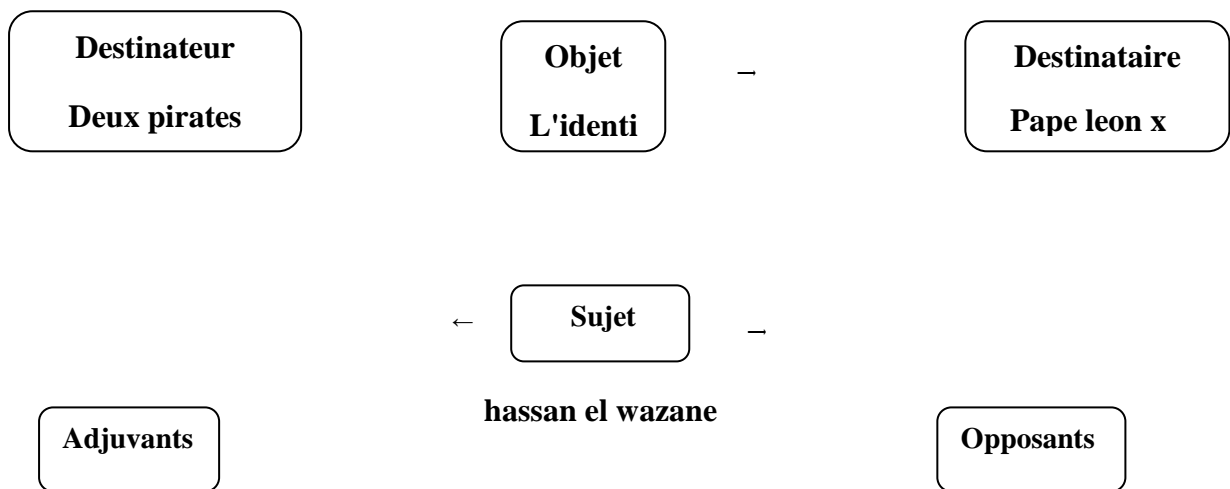 Destinateur
Deux pirates
Objet
L'identi
→
Destinataire
Pape leon x
←
Sujet
→
hassan el wazane
Adjuvants
Opposants